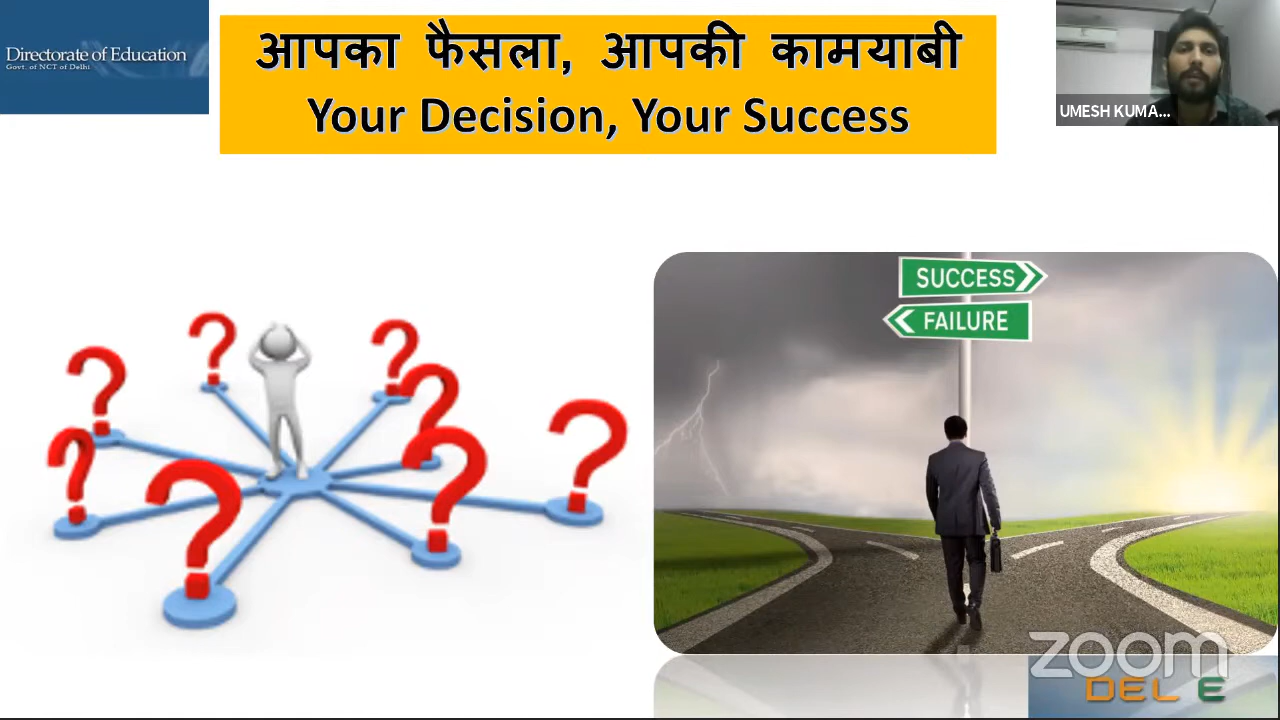 Directorate of Education
Govt. of NCT of Delhi
आपका फैसला, आपकी कामयाबी
Your Decision, Your Success
UMESH KUMA...
SUCCESS
FAILURE
zoom
DEL E